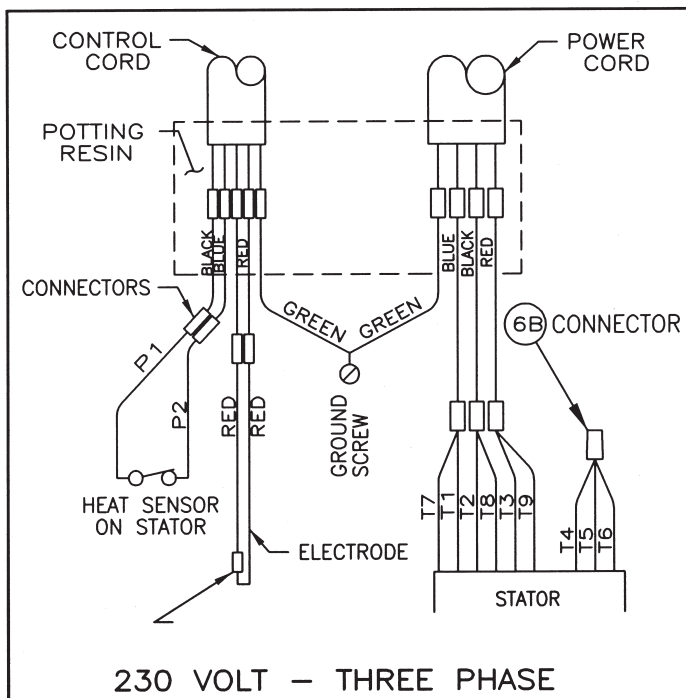 CONTROL
CORD
POWER
CORD
POTTING
RESIN
BLACK
BLUE
RED
BLUE
BLACK
RED
CONNECTORS
GREEN
GREEN
6B CONNECTOR
P1
P2
RED
RED
GROUND
SCREW
T7
T1
T2
T8
T3
T9
T4
T5
T6
HEAT SENSOR
ON STATOR
ELECTRODE
STATOR
230 VOLT – THREE PHASE